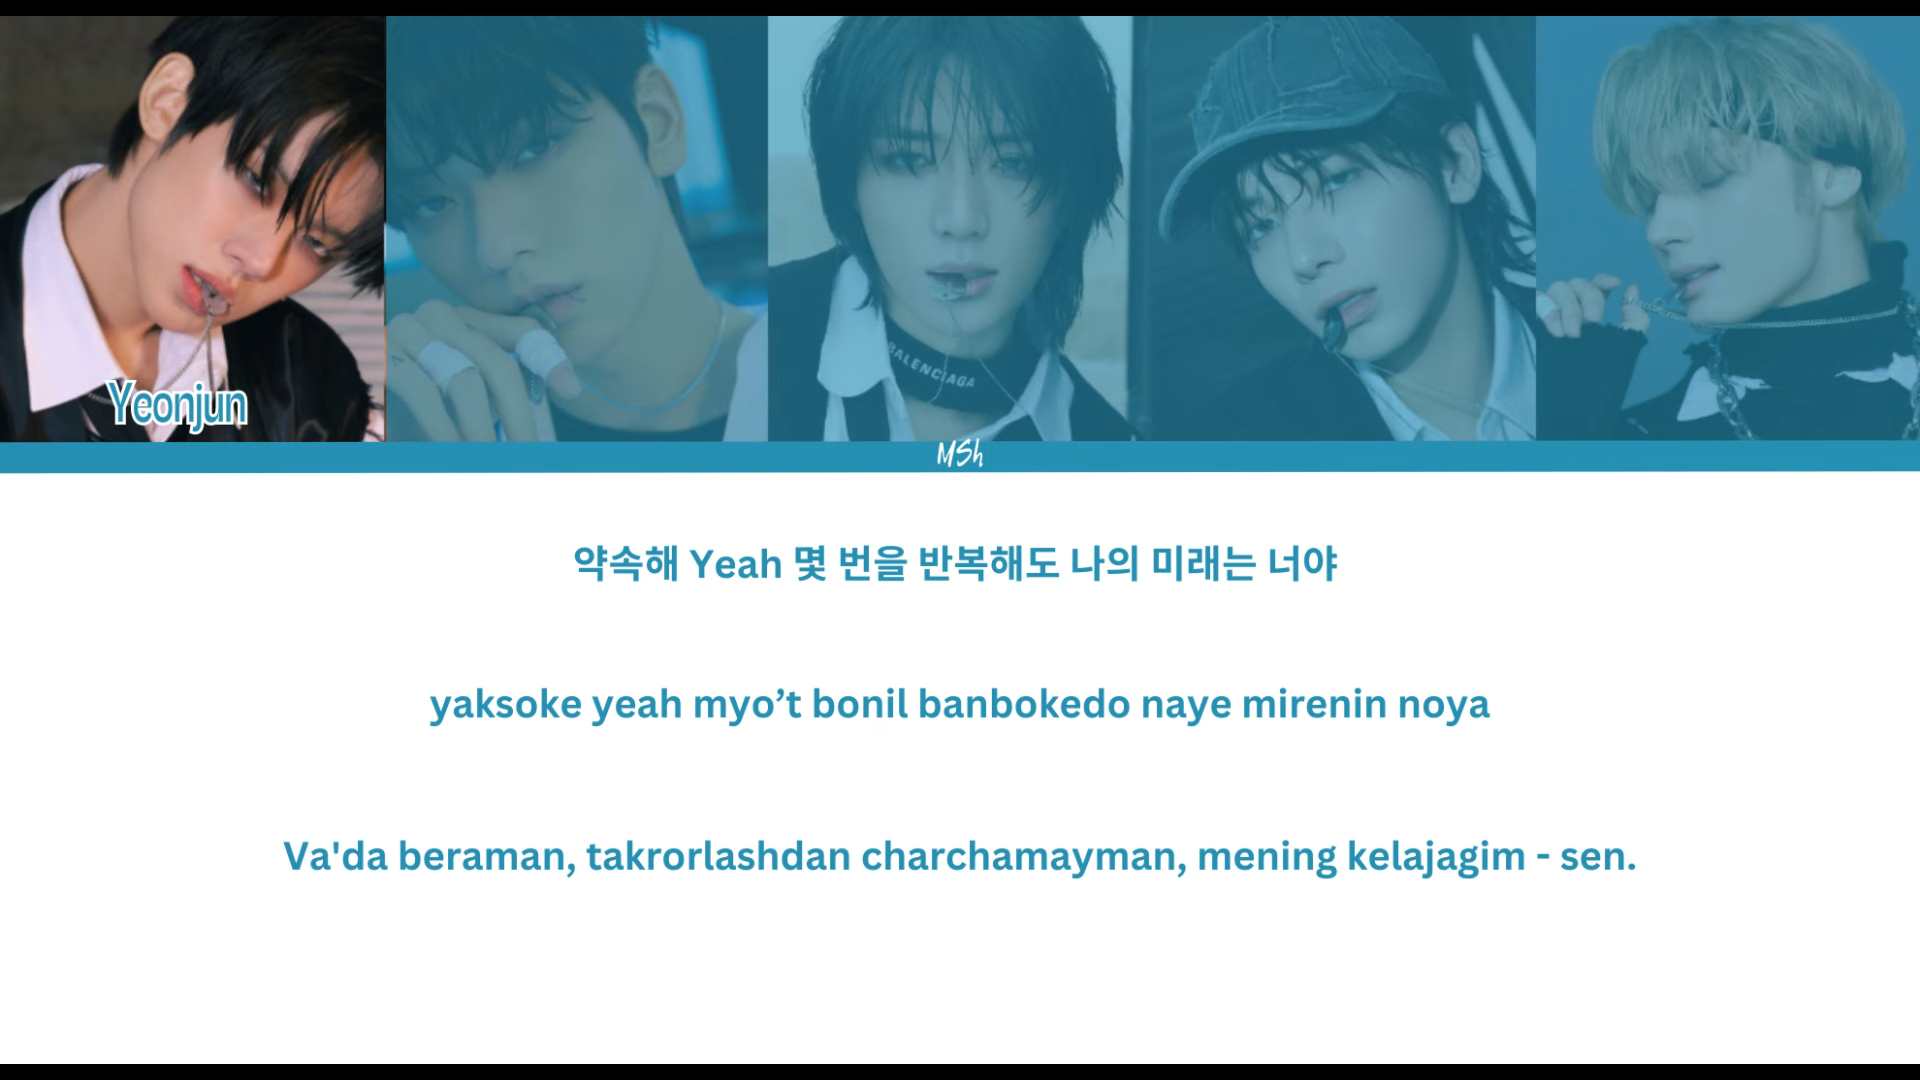 BALENCIAGA
Yeonjun
MSh
약속해 Yeah 몇 번을 반복해도 나의 미래는 너야
yaksoke yeah myo’t bonil banbokedo naye mirenin noya
Va'da beraman, takrorlashdan charchamayman, mening kelajagim - sen.